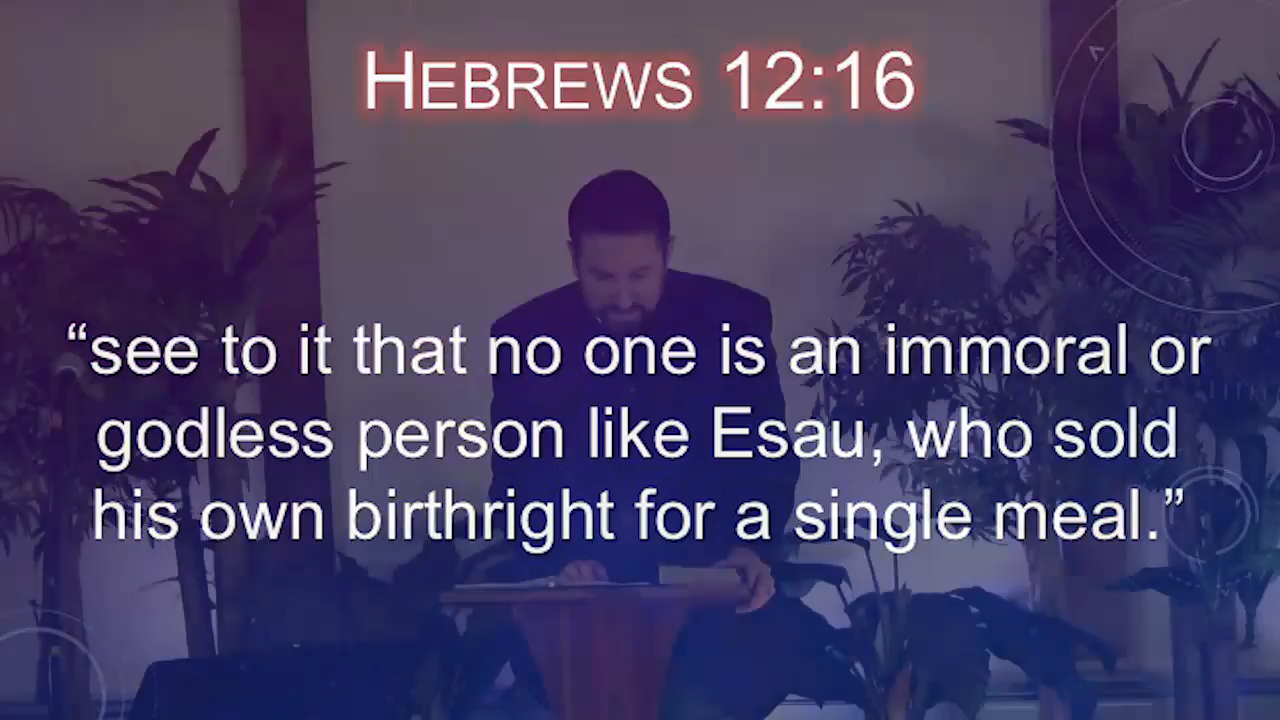 HEBREWS 12:16
“see to it that no one is an immoral or
godless person like Esau, who sold
his own birthright for a single meal.”